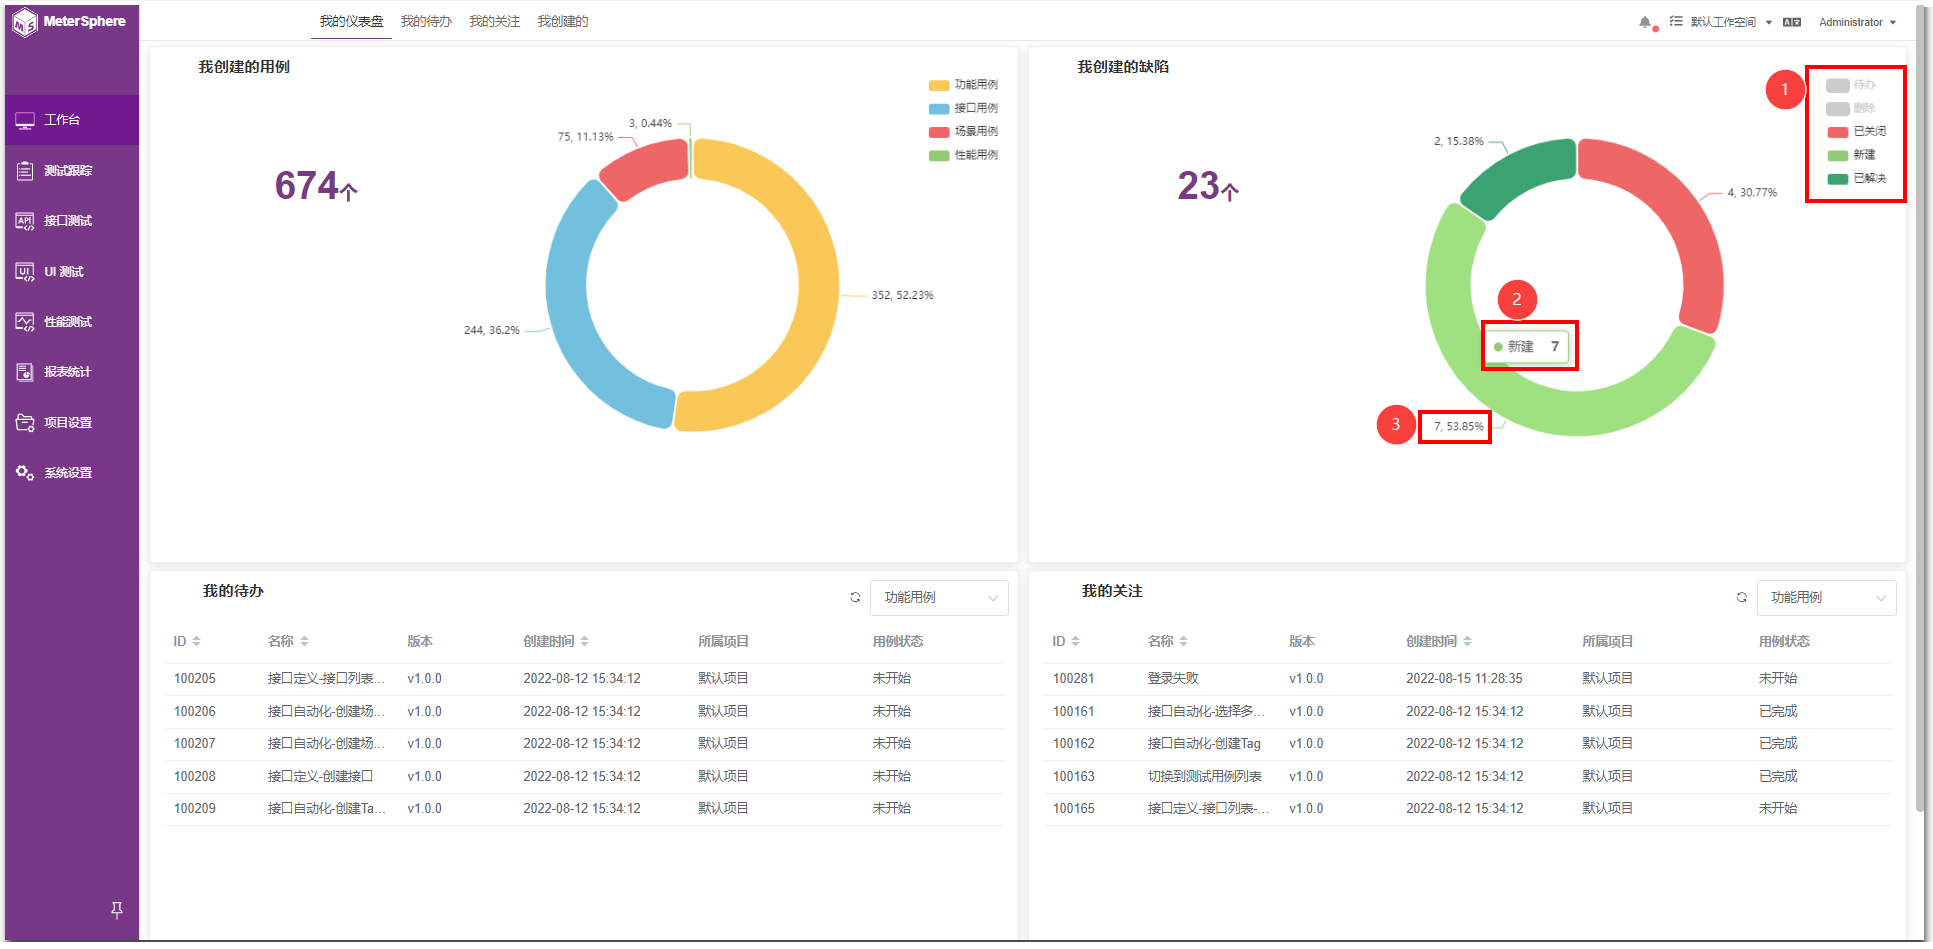 MeterSphere
我的仪表盘 我的待办 我的关注 我创建的
默认工作空间 Administrator
工作台
测试跟踪
API 接口测试
UI UI 测试
性能测试
报表统计
项目设置
系统设置
我创建的用例
674个
功能用例
接口用例
场景用例
性能用例
3, 0.44%
75, 11.13%
352, 52.23%
244, 36.2%
我创建的缺陷
23个
1
待办
删除
已关闭
新建
已解决
2, 15.38%
4, 30.77%
2
新建 7
3
7, 53.85%
我的待办
功能用例
ID 名称 版本 创建时间 所属项目 用例状态
100205 接口定义-接口列表... v1.0.0 2022-08-12 15:34:12 默认项目 未开始
100206 接口自动化-创建场... v1.0.0 2022-08-12 15:34:12 默认项目 未开始
100207 接口自动化-创建场... v1.0.0 2022-08-12 15:34:12 默认项目 未开始
100208 接口定义-创建接口 v1.0.0 2022-08-12 15:34:12 默认项目 未开始
100209 接口自动化-创建Ta... v1.0.0 2022-08-12 15:34:12 默认项目 未开始
我的关注
功能用例
ID 名称 版本 创建时间 所属项目 用例状态
100281 登录失败 v1.0.0 2022-08-15 11:28:35 默认项目 未开始
100161 接口自动化-选择多... v1.0.0 2022-08-12 15:34:12 默认项目 已完成
100162 接口自动化-创建Tag v1.0.0 2022-08-12 15:34:12 默认项目 已完成
100163 切换到测试用例列表 v1.0.0 2022-08-12 15:34:12 默认项目 已完成
100165 接口定义-接口列表-... v1.0.0 2022-08-12 15:34:12 默认项目 未开始